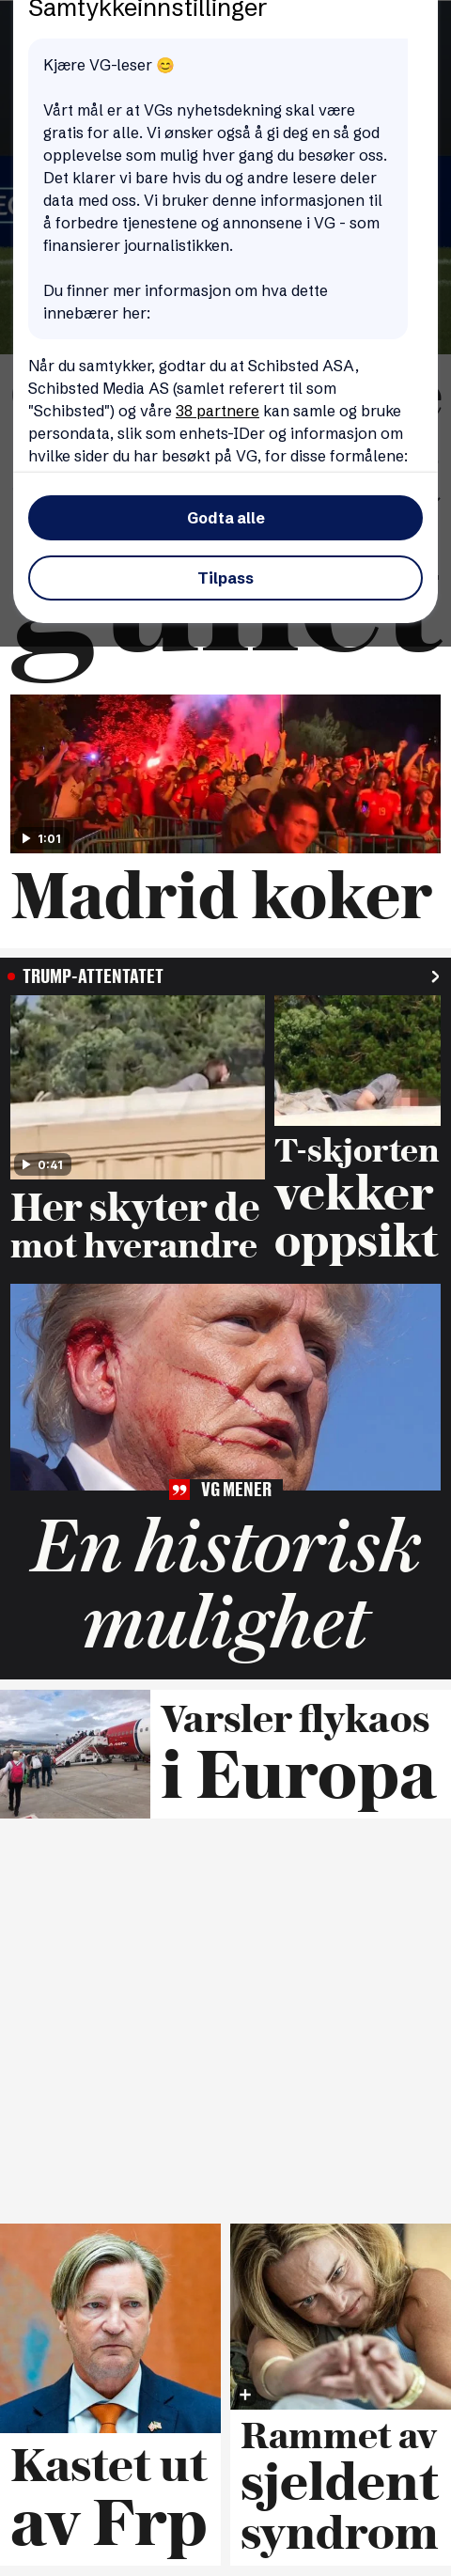 Samtykkeinnstillinger
Kjære VG-leser 😊
Vårt mål er at VGs nyhetsdekning skal være
gratis for alle. Vi ønsker også å gi deg en så god
opplevelse som mulig hver gang du besøker oss.
Det klarer vi bare hvis du og andre lesere deler
data med oss. Vi bruker denne informasjonen til
å forbedre tjenestene og annonsene i VG - som
finansierer journalistikken.
Du finner mer informasjon om hva dette
innebærer her:
Når du samtykker, godtar du at Schibsted ASA,
Schibsted Media AS (samlet referert til som
"Schibsted") og våre 38 partnere kan samle og bruke
persondata, slik som enhets-IDer og informasjon om
hvilke sider du har besøkt på VG, for disse formålene:
Godta alle
Tilpass
1:01
Madrid koker
TRUMP-ATTENTATET
0:41
Her skyter de
mot hverandre
T-skjorten
vekker
oppsikt
VG MENER
En historisk
mulighet
Varsler flykaos
i Europa
Kastet ut
av Frp
Rammet av
sjeldent
syndrom